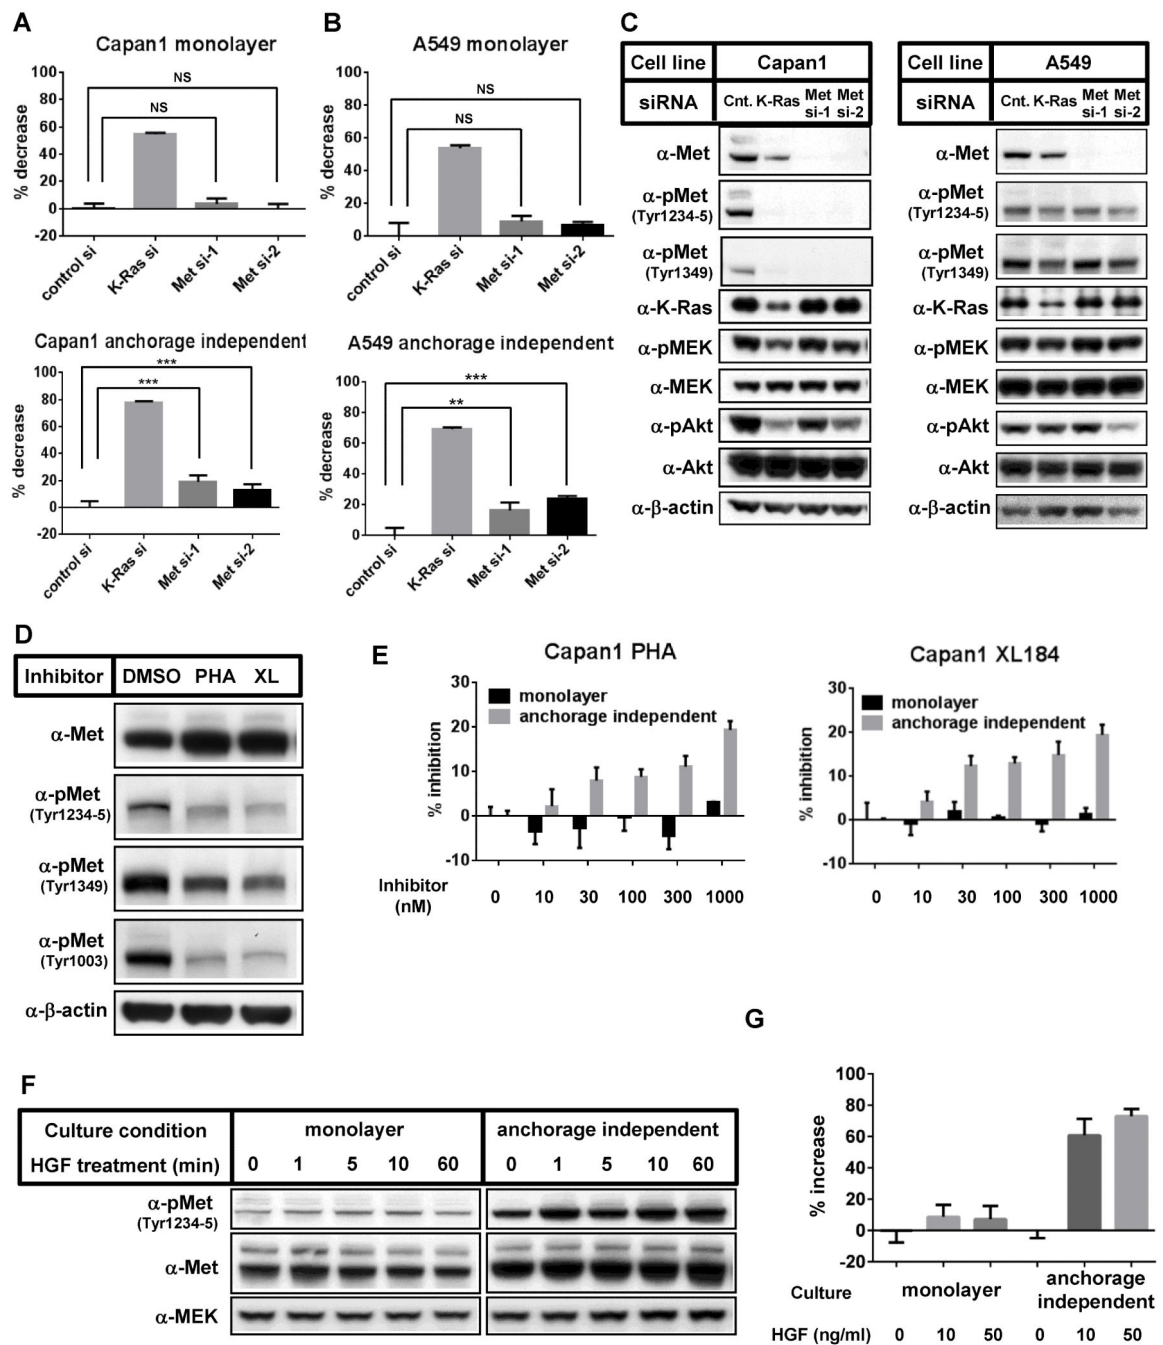 A
Capan1 monolayer
% decrease
100
80
60
40
20
0
-20
NS
NS
control si
K-Ras si
Met si-1
Met si-2
Capan1 anchorage independent
% decrease
100
80
60
40
20
0
-20
***
***
control si
K-Ras si
Met si-1
Met si-2
B
A549 monolayer
% decrease
100
80
60
40
20
0
NS
NS
control si
K-Ras si
Met si-1
Met si-2
A549 anchorage independent
% decrease
100
80
60
40
20
0
***
**
control si
K-Ras si
Met si-1
Met si-2
C
Cell line Capan1
siRNA Cnt. K-Ras Met si-1 Met si-2
α-Met
α-pMet
(Tyr1234-5)
α-pMet
(Tyr1349)
α-K-Ras
α-pMEK
α-MEK
α-pAkt
α-Akt
α-β-actin
Cell line A549
siRNA Cnt. K-Ras Met si-1 Met si-2
α-Met
α-pMet
(Tyr1234-5)
α-pMet
(Tyr1349)
α-K-Ras
α-pMEK
α-MEK
α-pAkt
α-Akt
α-β-actin
D
Inhibitor DMSO PHA XL
α-Met
α-pMet
(Tyr1234-5)
α-pMet
(Tyr1349)
α-pMet
(Tyr1003)
α-β-actin
E
Capan1 PHA
% inhibition
30
20
10
0
-10
monolayer
anchorage independent
Inhibitor
(nM)
0 10 30 100 300 1000
Capan1 XL184
% inhibition
30
20
10
0
-10
monolayer
anchorage independent
0 10 30 100 300 1000
F
Culture condition monolayer anchorage independent
HGF treatment (min) 0 1 5 10 60 0 1 5 10 60
α-pMet
(Tyr1234-5)
α-Met
α-MEK
G
% increase
100
80
60
40
20
0
-20
Culture monolayer anchorage independent
HGF (ng/ml) 0 10 50 0 10 50